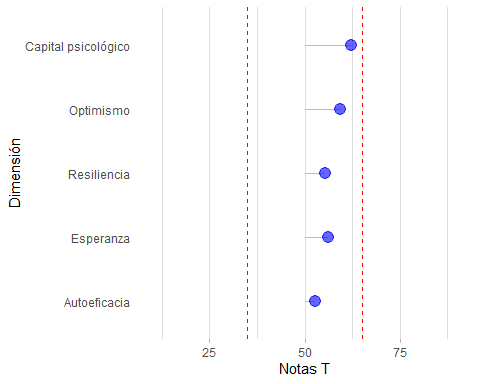 Capital psicológico
Optimismo
Resiliencia
Esperanza
Autoeficacia
Dimensión
25 50 75
Notas T